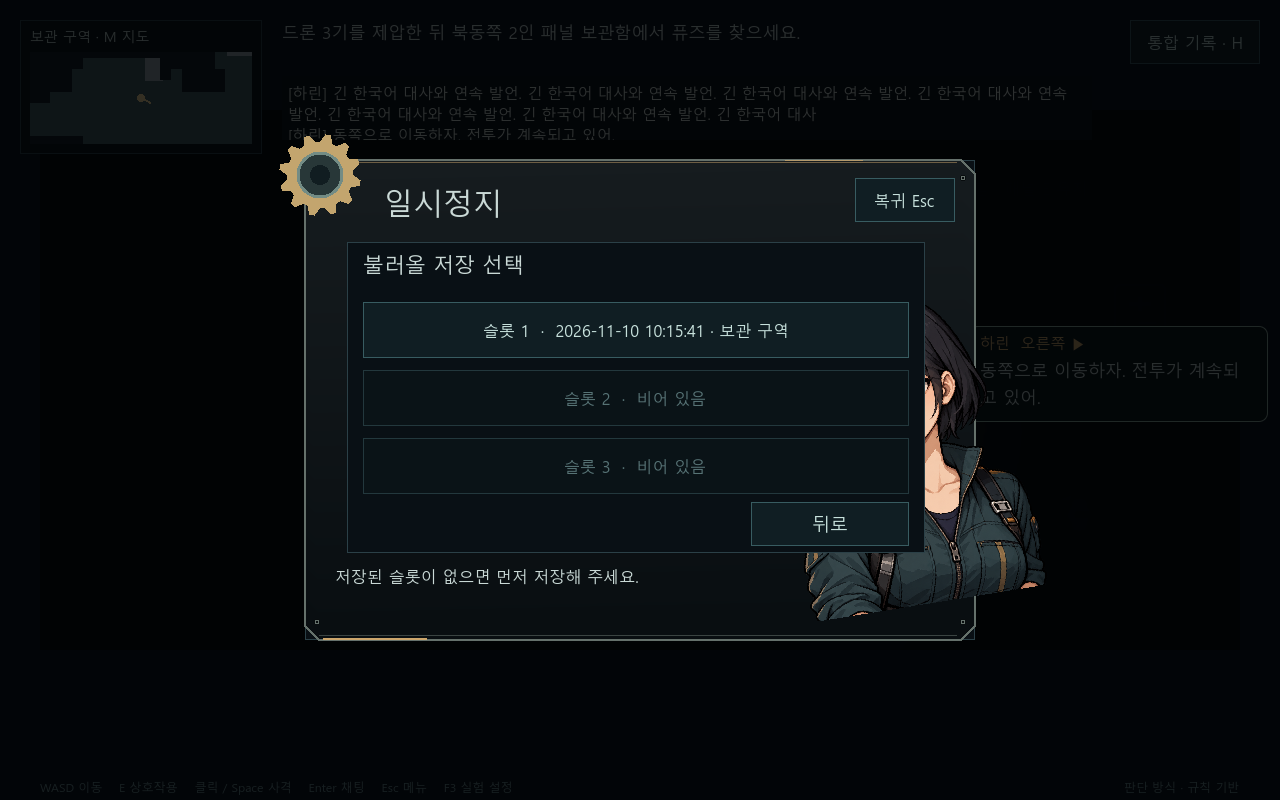 보관 구역 · M 지도
드론 3기를 제압한 뒤 북동쪽 2인 패널 보관함에서 퓨즈를 찾으세요.
통합 기록 · H
[하린] 긴 한국어 대사와 연속 발언. 긴 한국어 대사와 연속 발언. 긴 한국어 대사와 연속 발언. 긴 한국어 대사와 연속
발언. 긴 한국어 대사와 연속 발언. 긴 한국어 대사와 연속 발언. 긴 한국어 대사
[하린] 동쪽으로 이동하자. 전투가 계속되고 있어.
일시정지
복귀 Esc
불러올 저장 선택
슬롯 1 · 2026-11-10 10:15:41 · 보관 구역
슬롯 2 · 비어 있음
슬롯 3 · 비어 있음
뒤로
저장된 슬롯이 없으면 먼저 저장해 주세요.
하린 오른쪽 ▶
동쪽으로 이동하자. 전투가 계속되
고 있어.
WASD 이동 E 상호작용 클릭 / Space 사격 Enter 채팅 Esc 메뉴 F3 실험 설정
판단 방식 · 규칙 기반